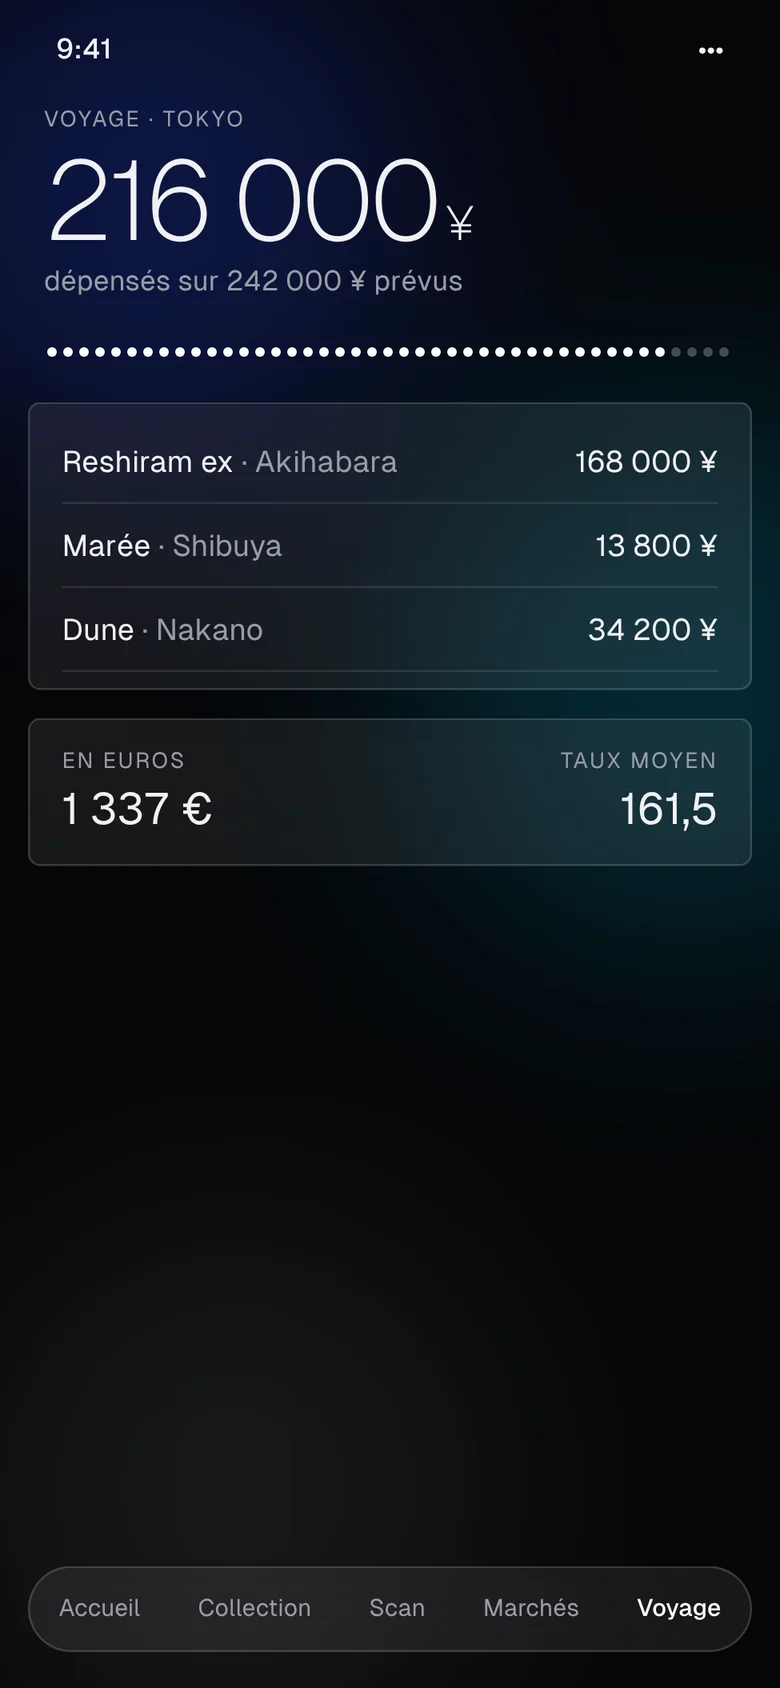 9:41
VOYAGE · TOKYO
216 000 ¥
dépensés sur 242 000 ¥ prévus
Reshiram ex · Akihabara 168 000 ¥
Marée · Shibuya 13 800 ¥
Dune · Nakano 34 200 ¥
EN EUROS TAUX MOYEN
1 337 € 161,5
Accueil Collection Scan Marchés Voyage